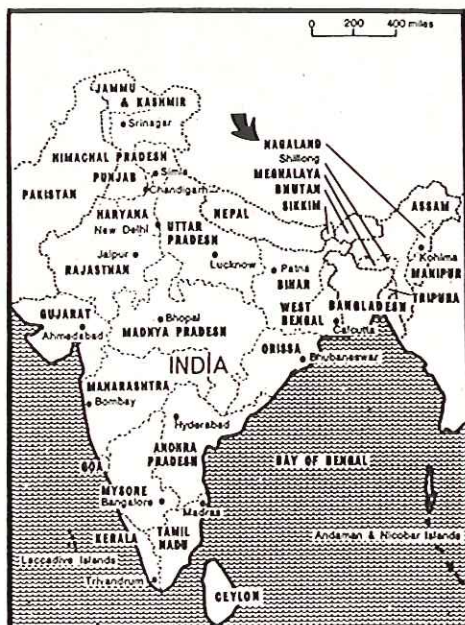 0 200 400 miles
JAMMU
& KASHMIR
Srinagar
HIMACHAL PRADESH
PUNJAB
Simla
Chandigarh
PAKISTAN
HARYANA
New Delhi
UTTAR
PRADESH
NEPAL
NAGALAND
Shillong
MEGHALAYA
BHUTAN
SIKKIM
ASSAM
Kohima
MANIPUR
TRIPURA
Jaipur
RAJASTHAN
Lucknow
Patna
BIHAR
WEST
BENGAL
BANGLADESH
Calcutta
GUJARAT
Ahmedabad
Bhopal
MADNYA PRADESH
ORISSA
Bhubaneswar
INDIA
MAHARASHTRA
Bombay
Hyderabad
ANDHRA
PRADESH
BAY OF BENGAL
GOA
MYSORE
Bangalore
Madras
KERALA
TAMIL
NADU
Laccadive Islands
Trivandrum
Andaman & Nicobar Islands
CEYLON